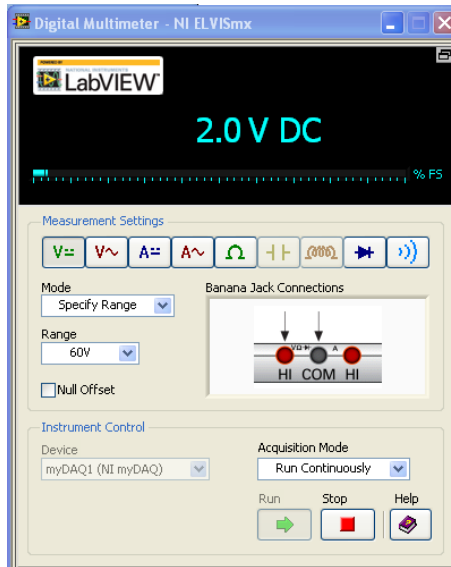 Digital Multimeter - NI ELVISmx
POWERED BY
NATIONAL INSTRUMENTS
LabVIEW™
2.0 V DC
% FS
Measurement Settings
V V A A Ω
Mode
Banana Jack Connections
Specify Range
Range
60V
VΩ A
HI COM HI
Null Offset
Instrument Control
Device
Acquisition Mode
myDAQ1 (NI myDAQ)
Run Continuously
Run Stop Help